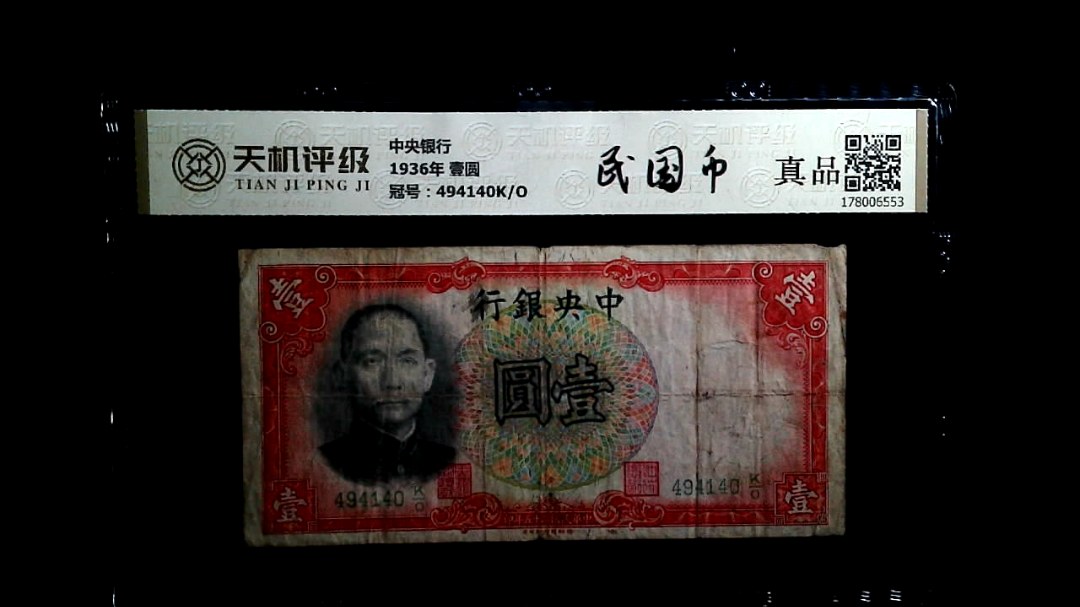 天机评级
TIAN JI PING JI
中央银行
1936年 壹圆
冠号：494140K/O
民国币
真品
178006553
壹
壹
行銀央中
圓壹
494140 K/O
494140 K/O
壹
壹